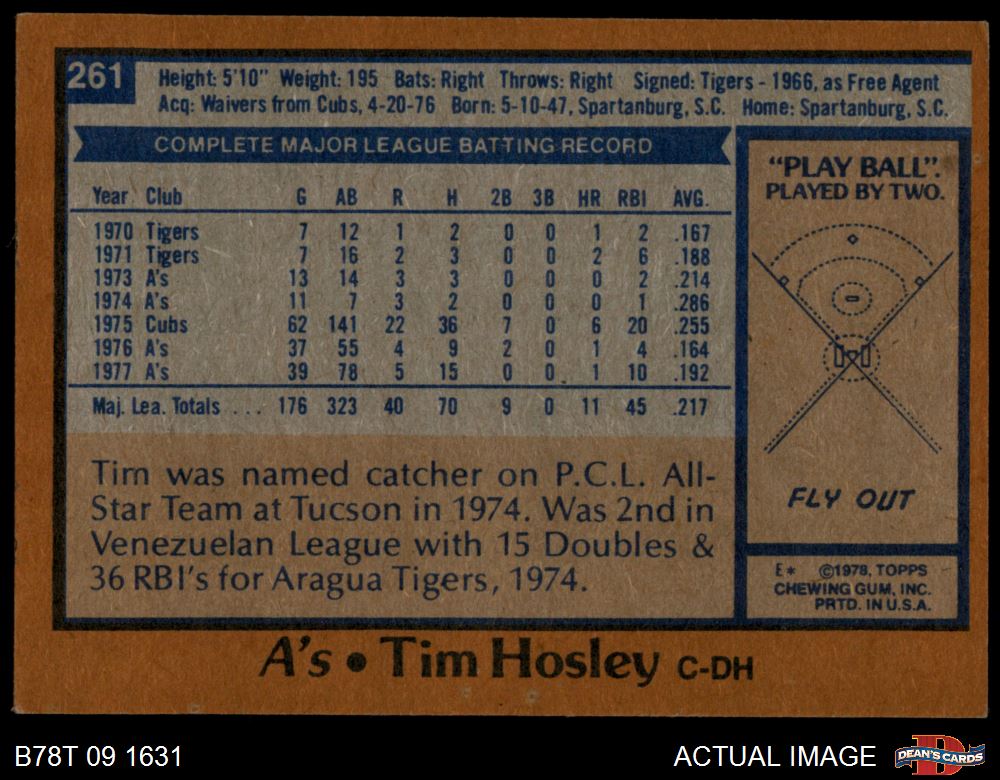 261
Height: 5'10" Weight: 195 Bats: Right Throws: Right Signed: Tigers - 1966, as Free Agent
Acq: Waivers from Cubs, 4-20-76 Born: 5-10-47, Spartanburg, S.C. Home: Spartanburg, S.C.
COMPLETE MAJOR LEAGUE BATTING RECORD
Year Club G AB R H 2B 3B HR RBI AVG.
1970 Tigers 7 12 1 2 0 0 1 2 .167
1971 Tigers 7 16 2 3 0 0 2 6 .188
1973 A's 13 14 3 3 0 0 0 2 .214
1974 A's 11 7 3 2 0 0 0 1 .286
1975 Cubs 62 141 22 36 7 0 6 20 .255
1976 A's 37 55 4 9 2 0 1 4 .164
1977 A's 39 78 5 15 0 0 1 10 .192
Maj. Lea. Totals . . . 176 323 40 70 9 0 11 45 .217
Tim was named catcher on P.C.L. All-
Star Team at Tucson in 1974. Was 2nd in
Venezuelan League with 15 Doubles &
36 RBI's for Aragua Tigers, 1974.
"PLAY BALL".
PLAYED BY TWO.
FLY OUT
E* ©1978, TOPPS
CHEWING GUM, INC.
PRTD. IN U.S.A.
A's • Tim Hosley C-DH
B78T 09 1631
ACTUAL IMAGE
D
DEAN'S CARDS